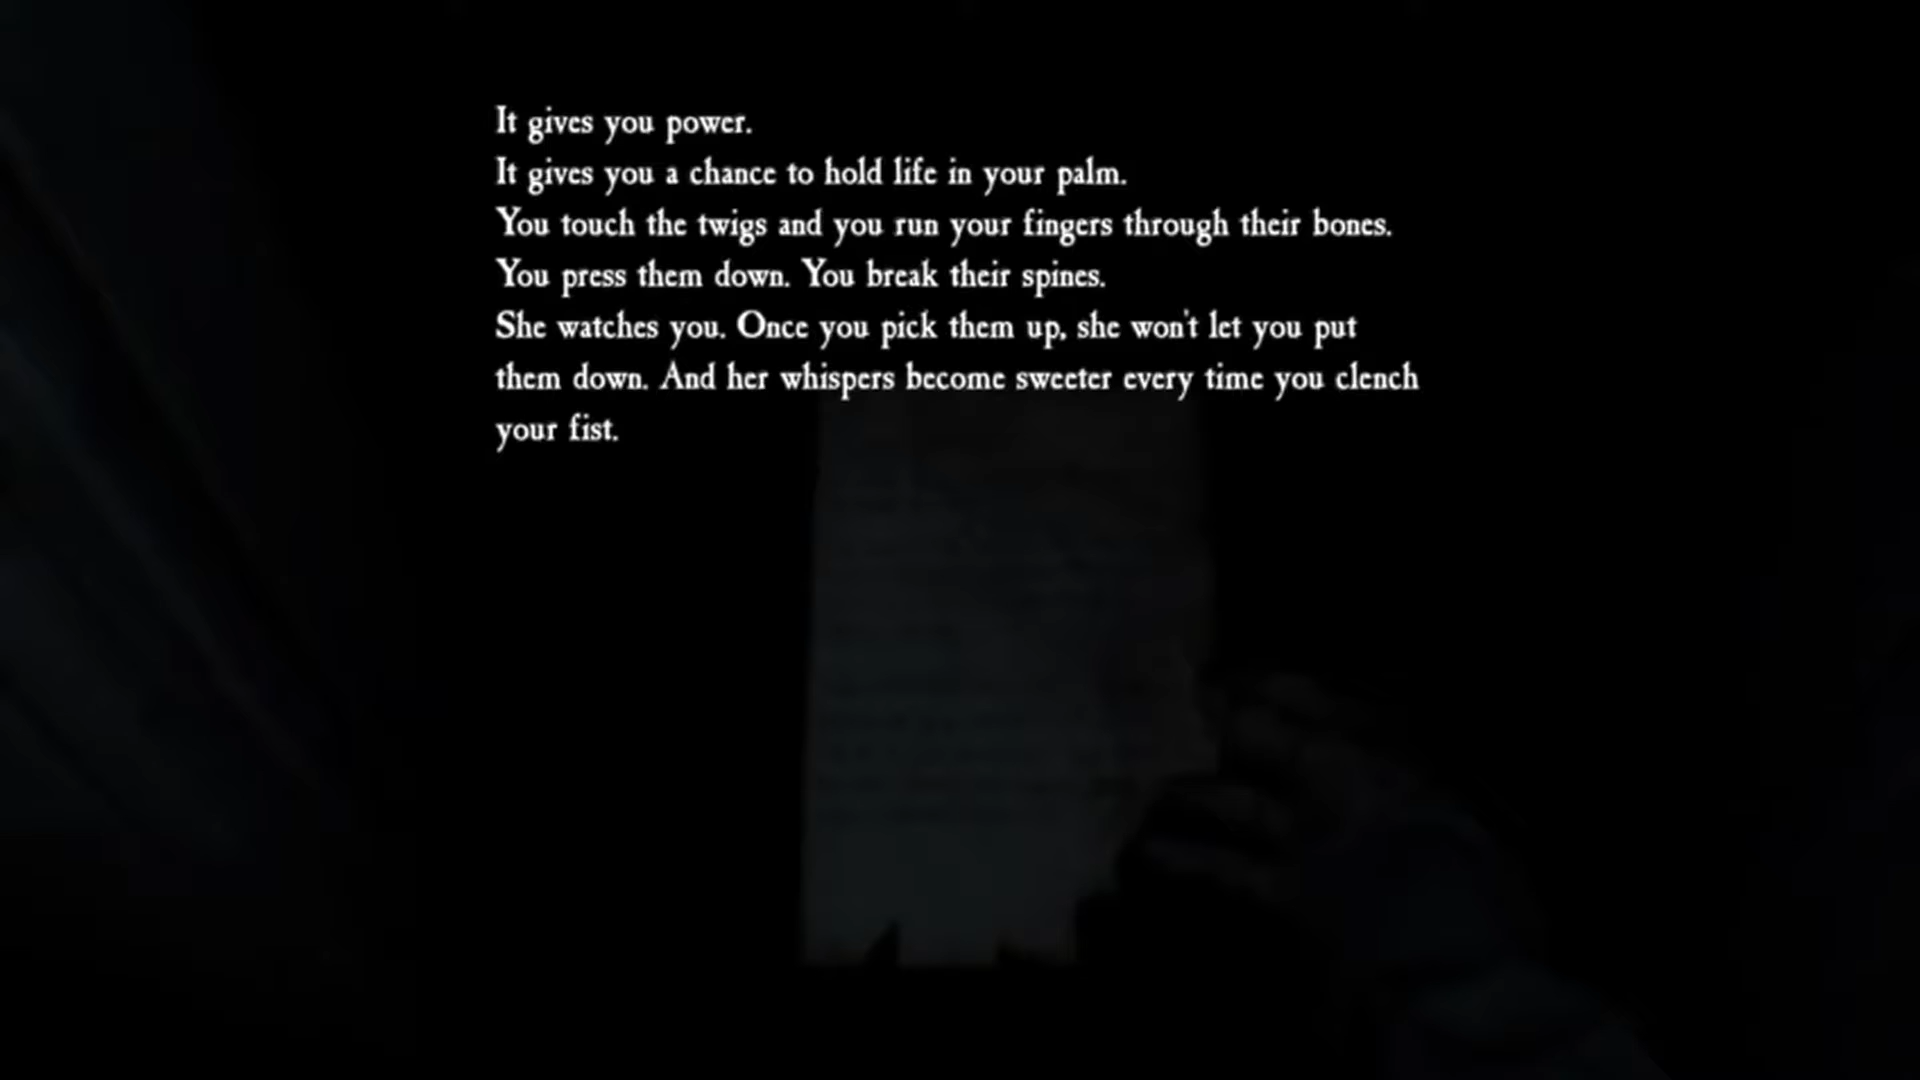 It gives you power.
It gives you a chance to hold life in your palm.
You touch the twigs and you run your fingers through their bones.
You press them down. You break their spines.
She watches you. Once you pick them up, she won't let you put
them down. And her whispers become sweeter every time you clench
your fist.